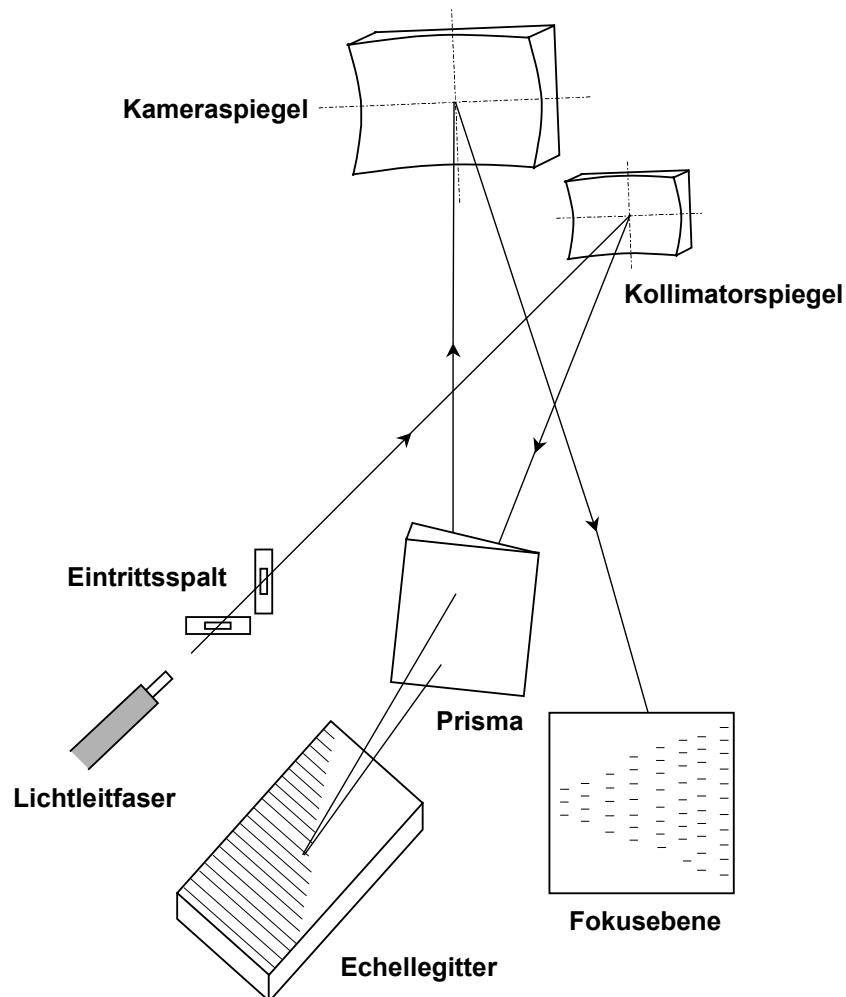 Kameraspiegel
Kollimatorspiegel
Eintrittsspalt
Prisma
Lichtleitfaser
Fokusebene
Echellegitter